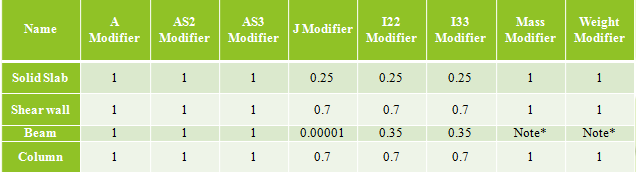 Name A Modifier AS2 Modifier AS3 Modifier J Modifier I22 Modifier I33 Modifier Mass Modifier Weight Modifier
Solid Slab 1 1 1 0.25 0.25 0.25 1 1
Shear wall 1 1 1 0.7 0.7 0.7 1 1
Beam 1 1 1 0.00001 0.35 0.35 Note* Note*
Column 1 1 1 0.7 0.7 0.7 1 1